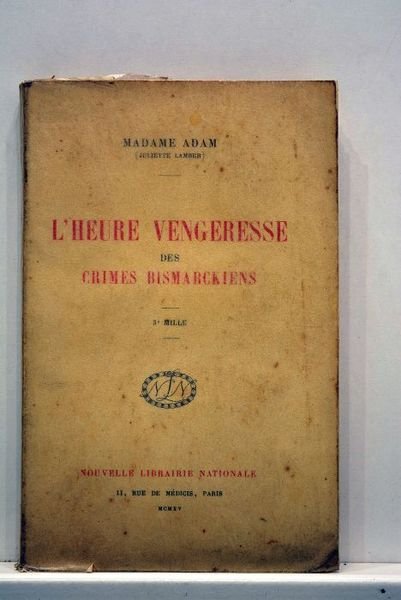 MADAME ADAM
(JULIETTE LAMBER)
L'HEURE VENGERESSE
DES
CRIMES BISMARCKIENS
3e MILLE
NLN
NOUVELLE LIBRAIRIE NATIONALE
11, RUE DE MÉDICIS, PARIS
MCMXV